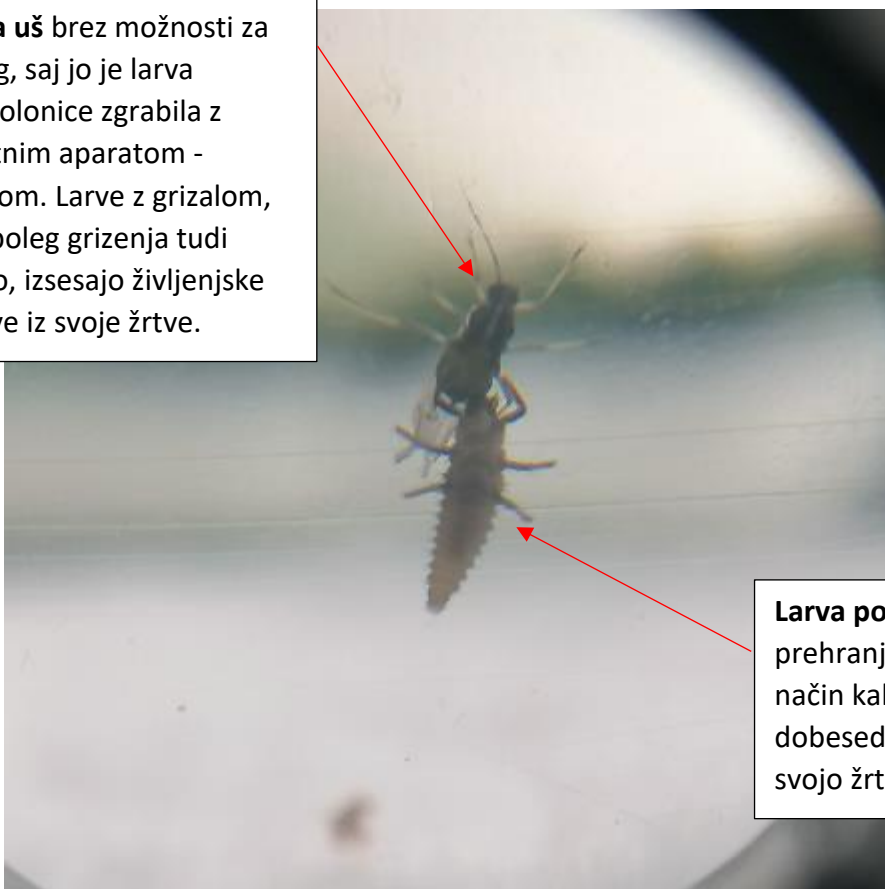 a uš brez možnosti za
g, saj jo je larva
olonice zgrabila z
tnim aparatom -
om. Larve z grizalom,
poleg grizenja tudi
o, izsesajo življenjske
ve iz svoje žrtve.
Larva po
prehranj
način kal
dobesed
svojo žrt